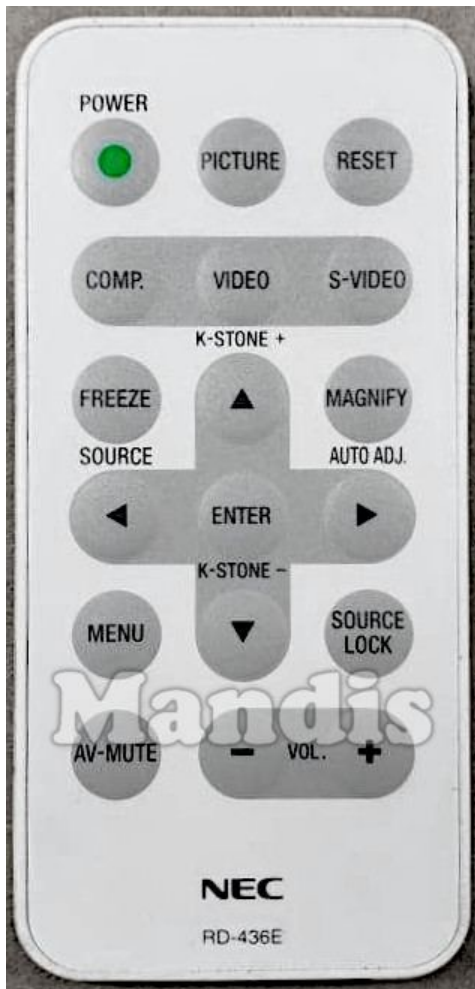 POWER
PICTURE RESET
COMP. VIDEO S-VIDEO
K-STONE +
FREEZE MAGNIFY
SOURCE AUTO ADJ.
ENTER
K-STONE –
MENU SOURCE LOCK
Mandis
AV-MUTE – VOL. +
NEC
RD-436E